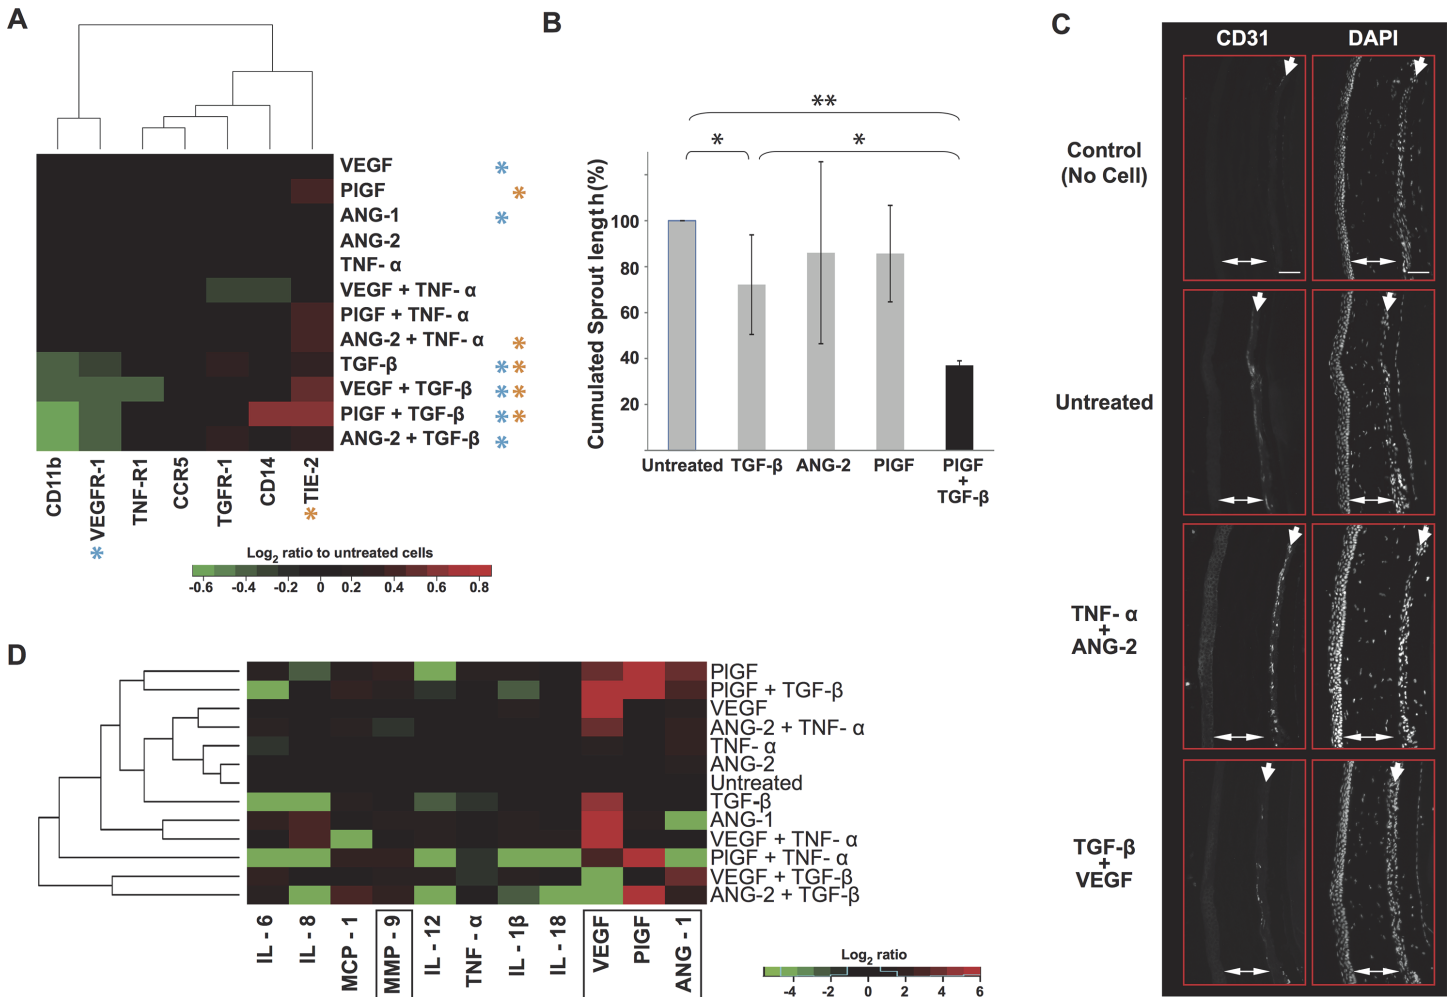 A
VEGF *
PIGF *
ANG-1 *
ANG-2
TNF- α
VEGF + TNF- α
PIGF + TNF- α
ANG-2 + TNF- α *
TGF-β * *
VEGF + TGF-β * *
PIGF + TGF-β * *
ANG-2 + TGF-β *
CD11b
* VEGFR-1
TNF-R1
CCR5
TGFR-1
CD14
* TIE-2
Log2 ratio to untreated cells
-0.6 -0.4 -0.2 0 0.2 0.4 0.6 0.8
B
**
* *
Cumulated Sprout length (%)
100
80
60
40
20
Untreated TGF-β ANG-2 PIGF PIGF
+
TGF-β
C
CD31 DAPI
Control
(No Cell)
Untreated
TNF- α
+
ANG-2
TGF-β
+
VEGF
D
PIGF
PIGF + TGF-β
VEGF
ANG-2 + TNF- α
TNF- α
ANG-2
Untreated
TGF-β
ANG-1
VEGF + TNF- α
PIGF + TNF- α
VEGF + TGF-β
ANG-2 + TGF-β
IL - 6
IL - 8
MCP - 1
MMP - 9
IL - 12
TNF - α
IL - 1β
IL - 18
VEGF
PIGF
ANG - 1
Log2 ratio
-4 -2 0 2 4 6